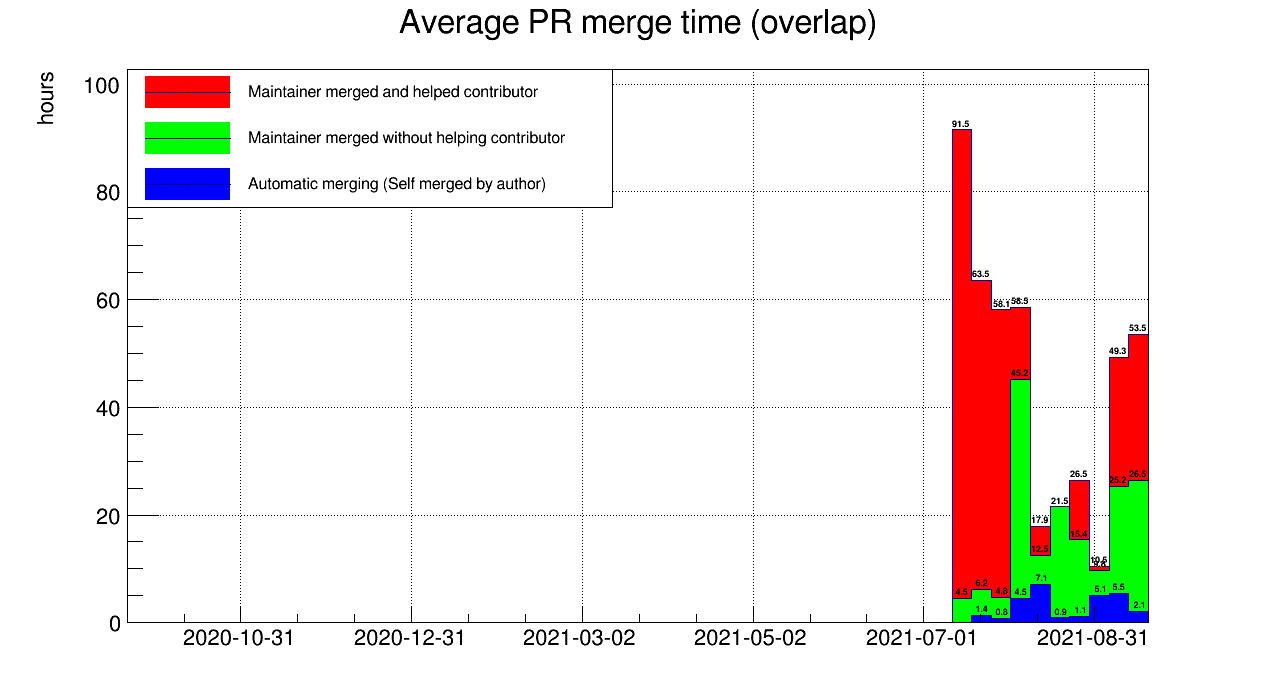 Average PR merge time (overlap)
hours
Maintainer merged and helped contributor
Maintainer merged without helping contributor
Automatic merging (Self merged by author)
100
80
60
40
20
0
91.5
63.5
58.1 58.5
53.5
49.3
45.2
26.5
25.2 26.5
21.5
17.9
15.4
12.5
10.5
7.1
6.2
4.5 4.8 4.5
5.1 5.5
1.4 0.8 0.9 1.1 2.1
2020-10-31 2020-12-31 2021-03-02 2021-05-02 2021-07-01 2021-08-31